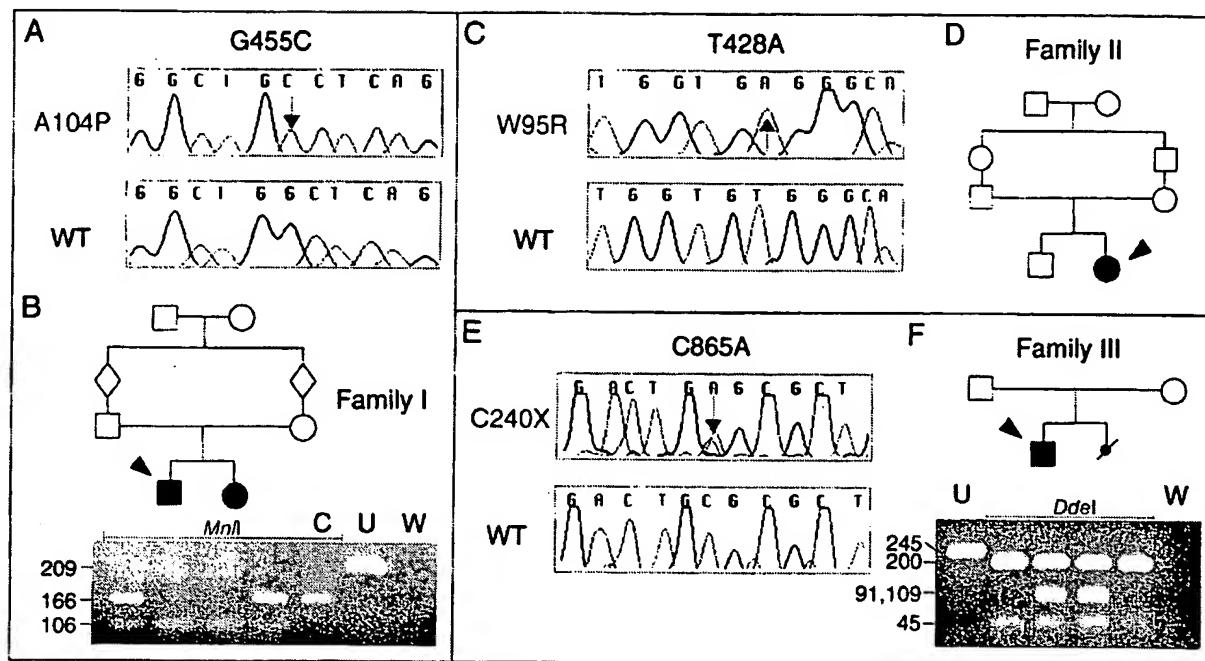 A
G455C
G G C I G C C T C A G
A104P
G G C I G G C T C A G
WT
B
Family I
MnlI
C U W
209
166
106
C
T428A
T G G T G A G G G C A
W95R
T G G T G T G G G C A
WT
D
Family II
E
C865A
G A C T G A G C G C T
C240X
G A C T G C G C G C T
WT
F
Family III
U DdeI W
245
200
91,109
45